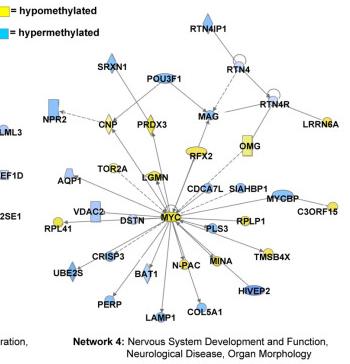 = hypomethylated
= hypermethylated
RTN4IP1
SRXN1
POU3F1
RTN4
RTN4R
NPR2
CNP
PRDX3
MAG
LRRN6A
LML3
RFX2
OMG
EF1D
AQP1
TOR2A
LGMN
CDCA7L
SIAHBP1
MYCBP
C3ORF15
2SE1
RPL41
VDAC2
DSTN
MYC
PLS3
RPLP1
CRISP3
TMSB4X
UBE2S
BAT1
N-PAC
MINA
HIVEP2
PERP
LAMP1
COL5A1
ration,
Network 4: Nervous System Development and Function,
Neurological Disease, Organ Morphology